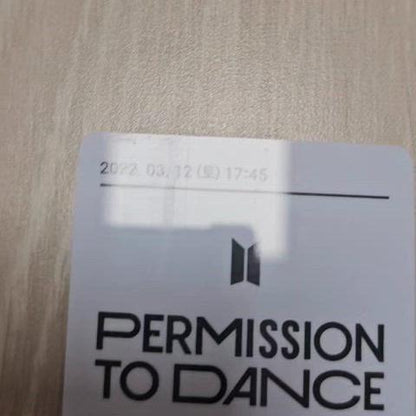 2022. 03. 12 (토) 17:45
PERMISSION
TO DANCE